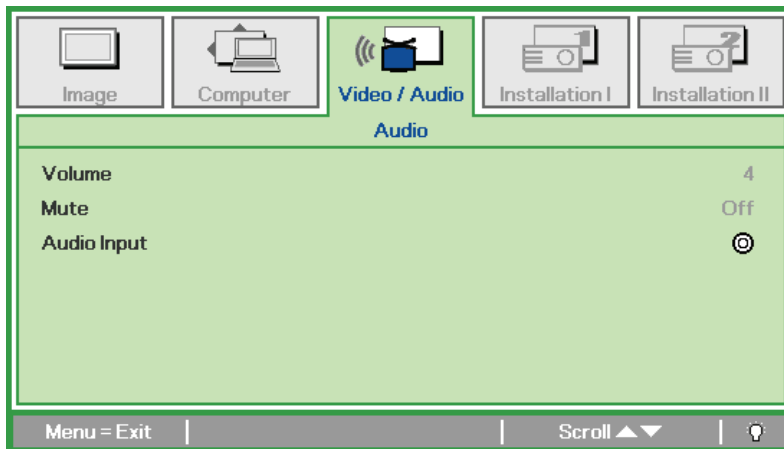 Image Computer Video / Audio Installation I Installation II
Audio
Volume 4
Mute Off
Audio Input
Menu = Exit Scroll ▲▼